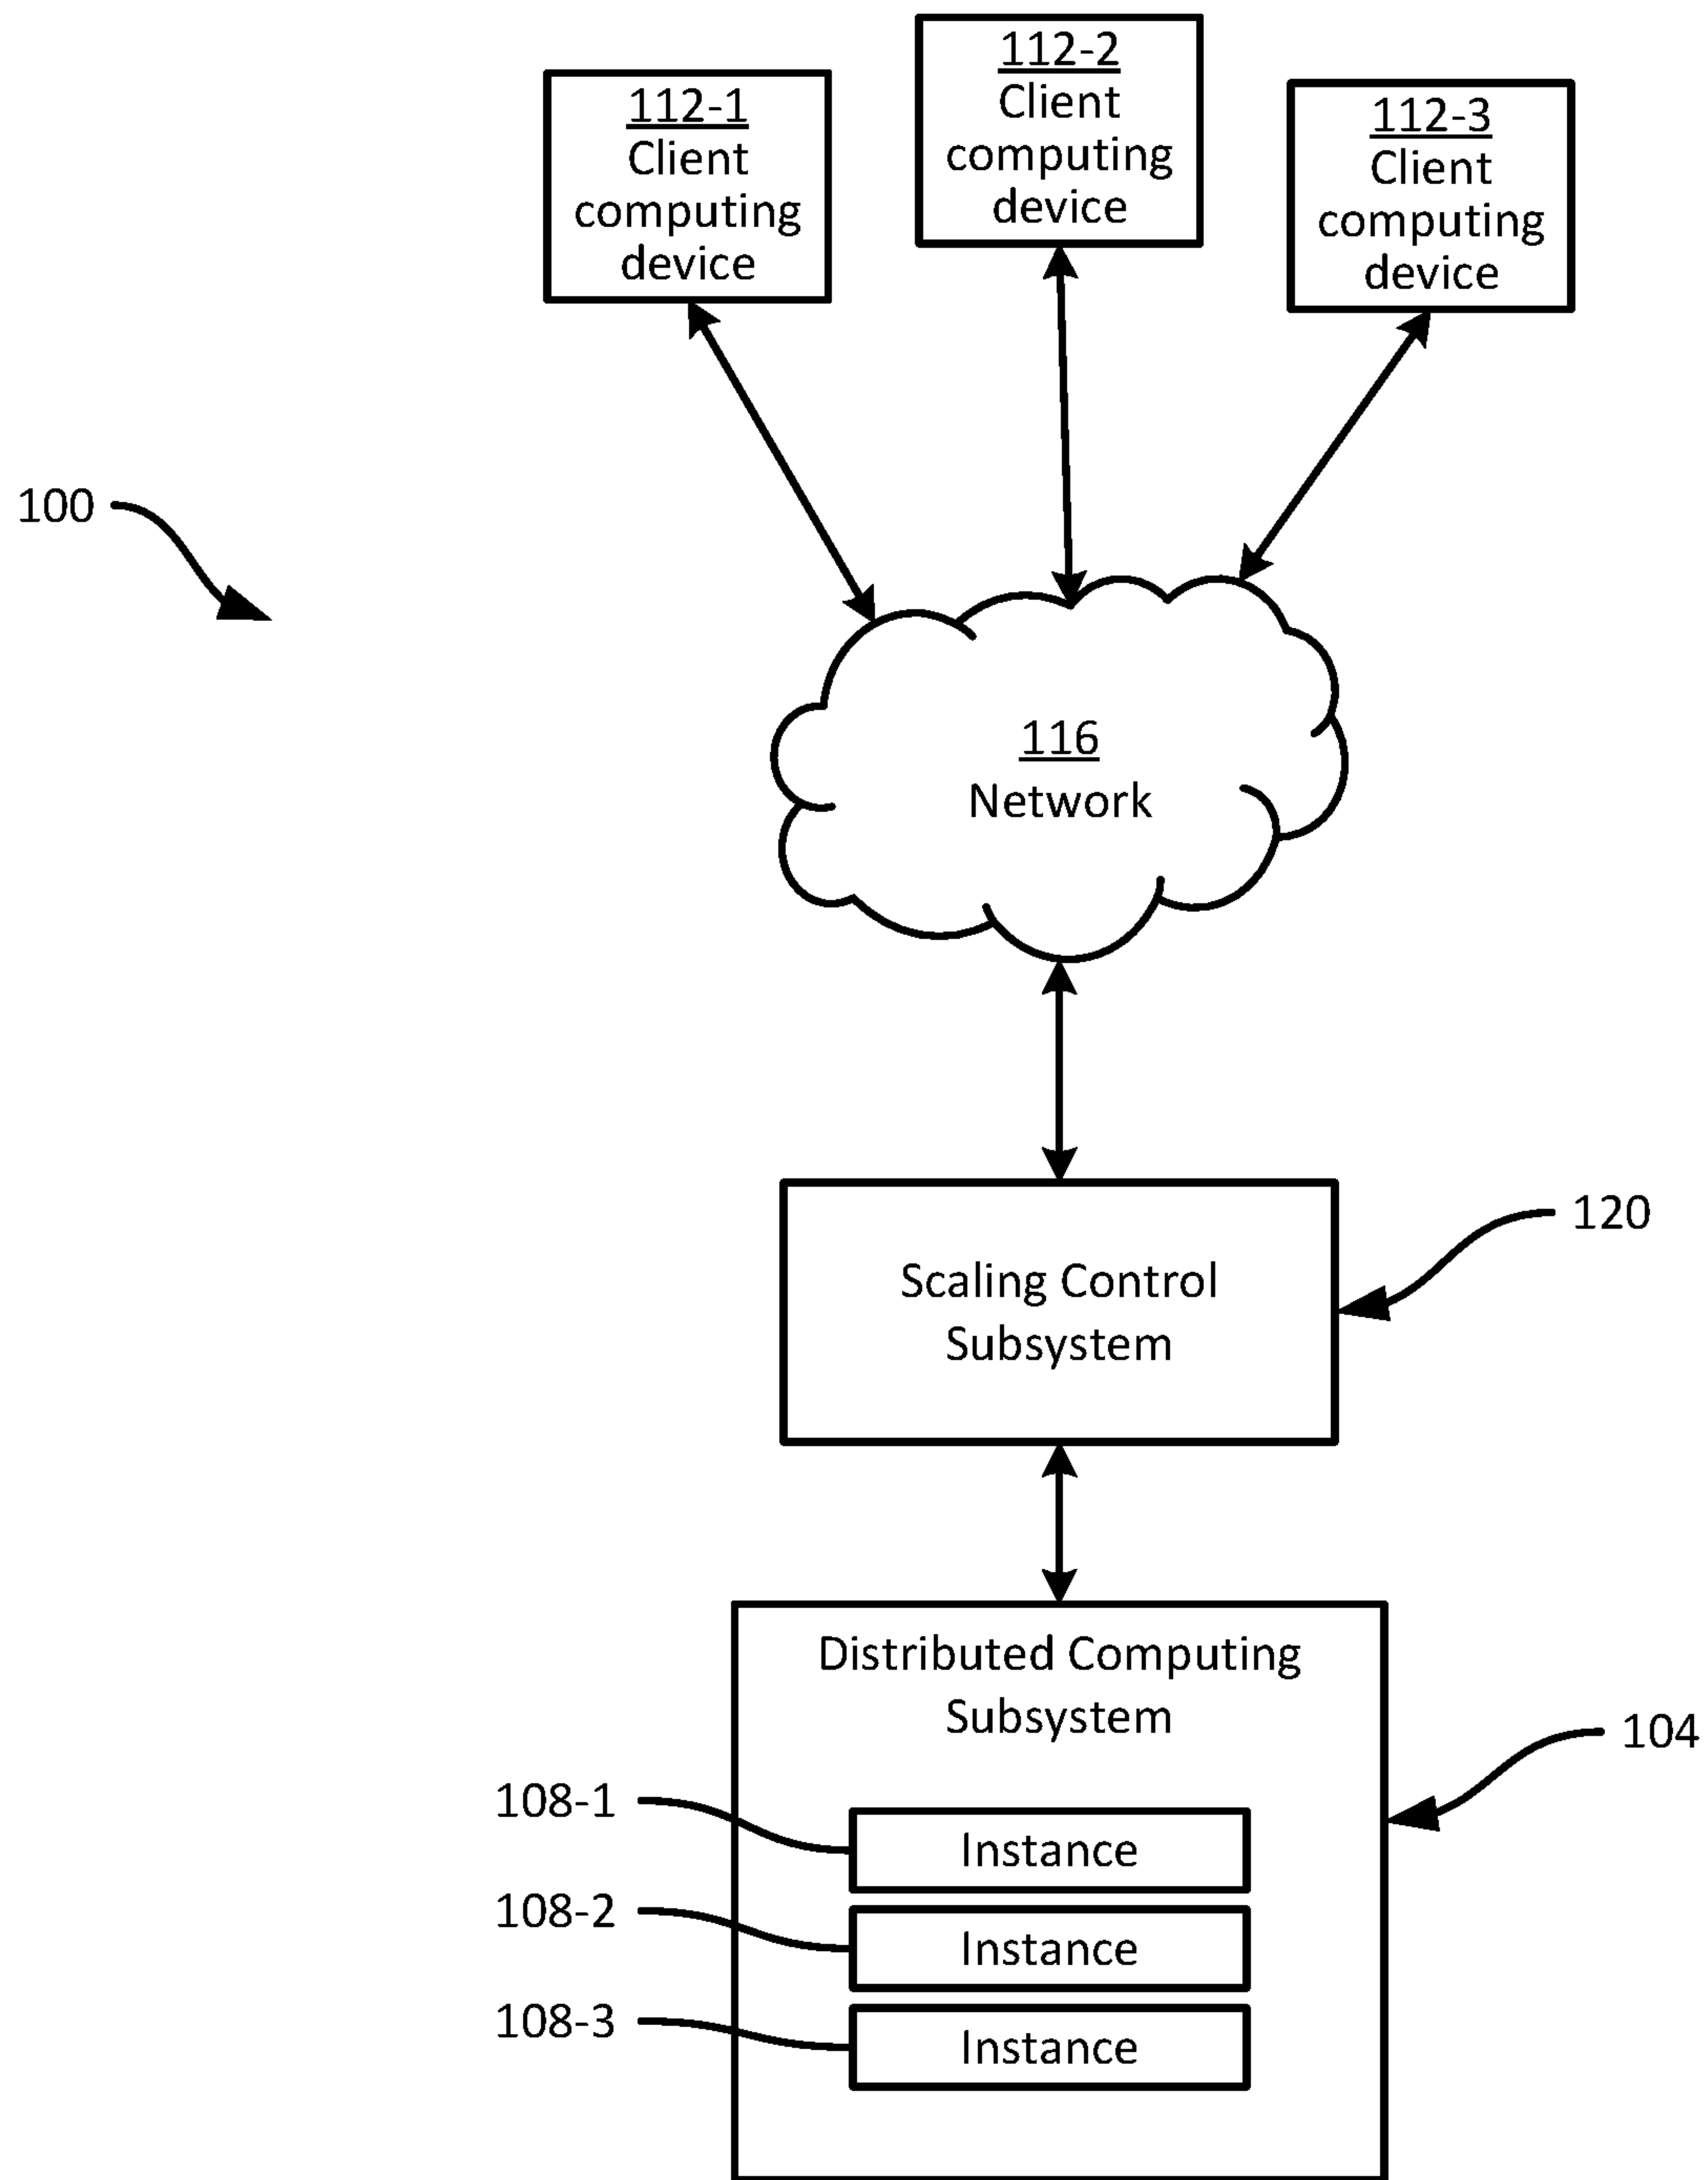 112-1
Client
computing
device
112-2
Client
computing
device
112-3
Client
computing
device
100
116
Network
120
Scaling Control
Subsystem
Distributed Computing
Subsystem
104
108-1
Instance
108-2
Instance
108-3
Instance